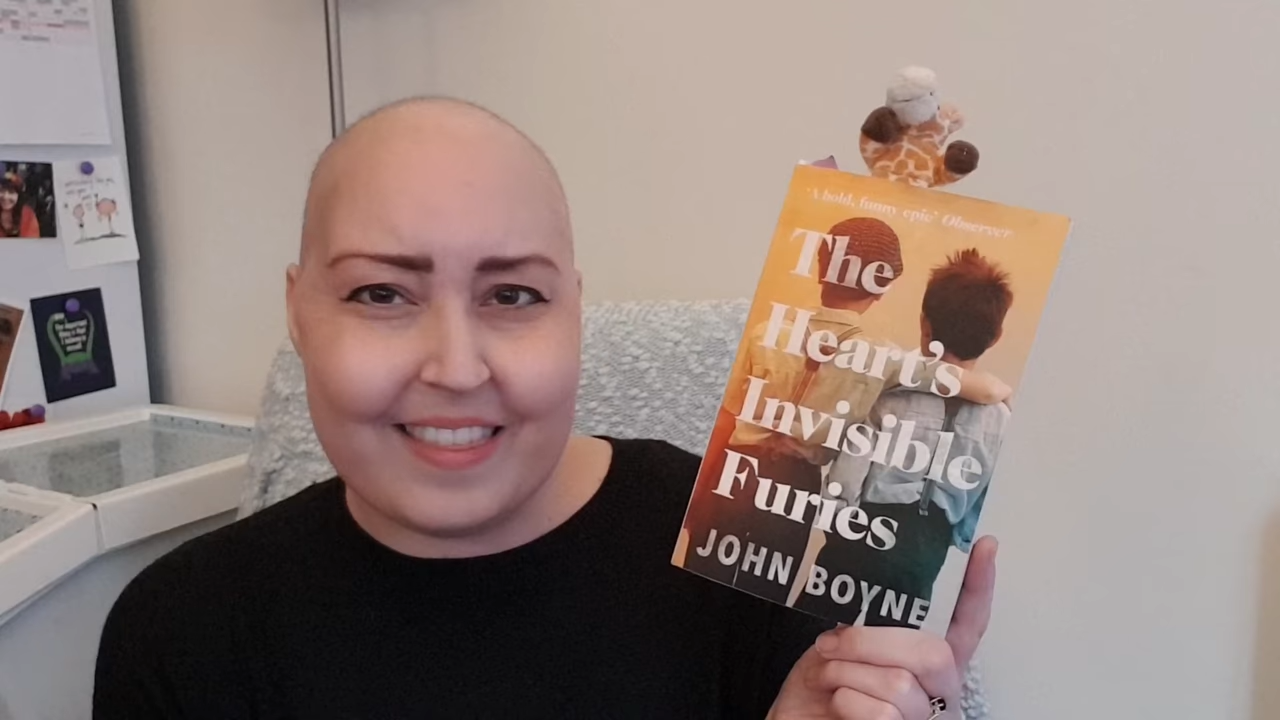 'A bold, funny epic' Observer
The
Heart's
Invisible
Furies
JOHN BOYNE